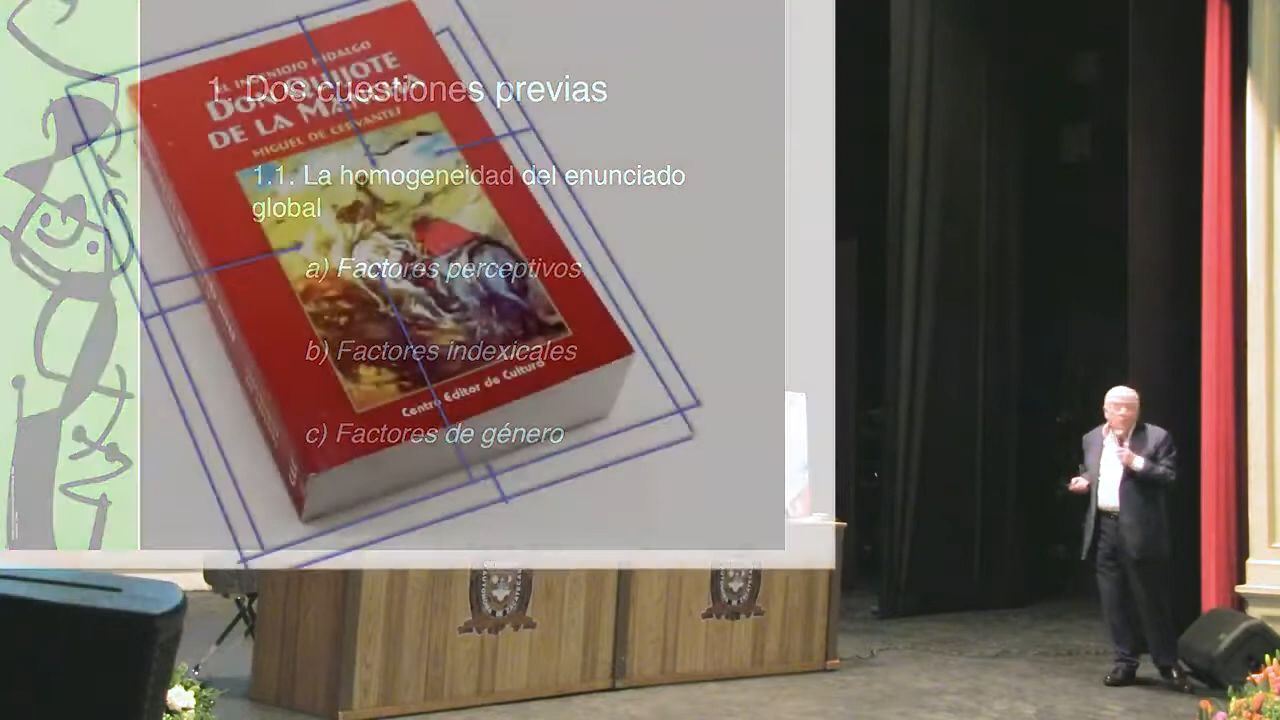 EL INGENIOSO HIDALGO
DON QUIJOTE
DE LA MANCHA
MIGUEL DE CERVANTES
1. Dos cuestiones previas
1.1. La homogeneidad del enunciado
global
a) Factores perceptivos
b) Factores indexicales
c) Factores de género
Centro Editor de Cultura